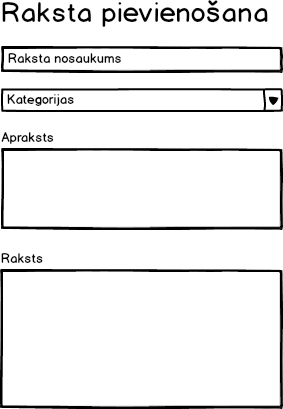 Raksta pievienošana
Raksta nosaukums
Kategorijas
Apraksts
Raksts